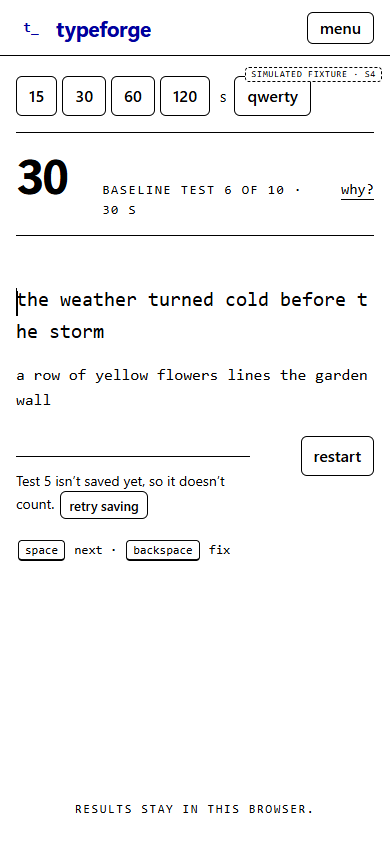 t_ typeforge menu
SIMULATED FIXTURE · S4
15 30 60 120 s qwerty
30 BASELINE TEST 6 OF 10 · why?
30 S
the weather turned cold before t
he storm
a row of yellow flowers lines the garden
wall
restart
Test 5 isn’t saved yet, so it doesn’t
count. retry saving
space next · backspace fix
RESULTS STAY IN THIS BROWSER.